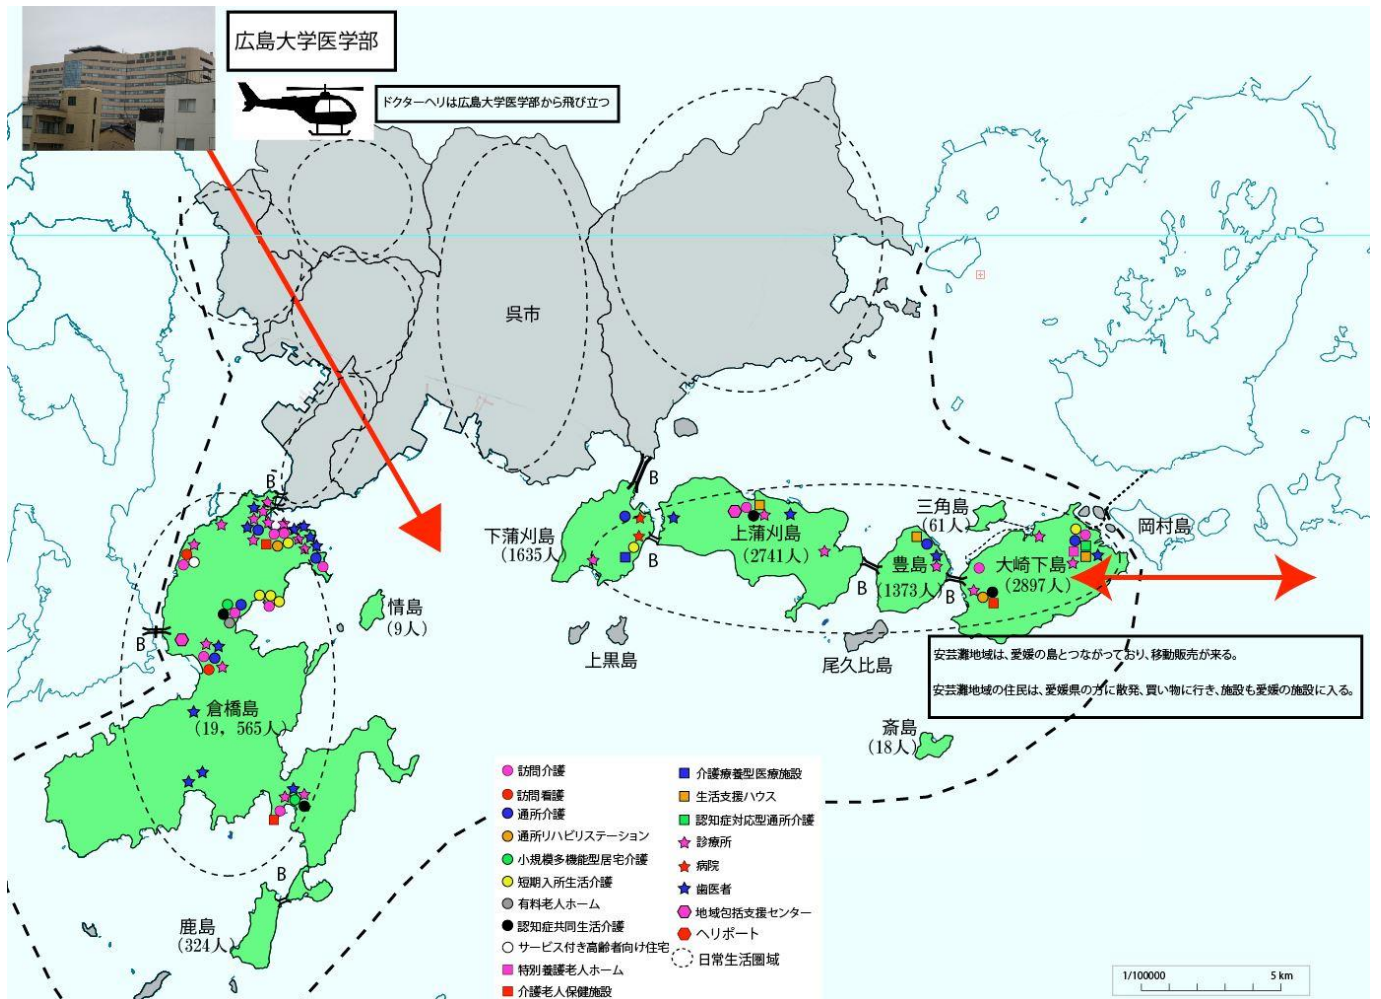 広島大学医学部
ドクターヘリは広島大学医学部から飛び立つ
呉市
B
B
下蒲刈島
(1635人)
B
上蒲刈島
(2741人)
三角島
(61人)
岡村島
豊島
(1373人)
大崎下島
(2897人)
B
B
情島
(9人)
B
上黒島
尾久比島
安芸灘地域は、愛媛の島とつながっており、移動販売が来る。
安芸灘地域の住民は、愛媛県の方に散発、買い物に行き、施設も愛媛の施設に入る。
倉橋島
(19，565人)
斎島
(18人)
B
鹿島
(324人)
訪問介護
訪問看護
通所介護
通所リハビリステーション
小規模多機能型居宅介護
短期入所生活介護
有料老人ホーム
認知症共同生活介護
サービス付き高齢者向け住宅
特別養護老人ホーム
介護老人保健施設
介護療養型医療施設
生活支援ハウス
認知症対応型通所介護
診療所
病院
歯医者
地域包括支援センター
ヘリポート
日常生活圏域
1/100000 5 km